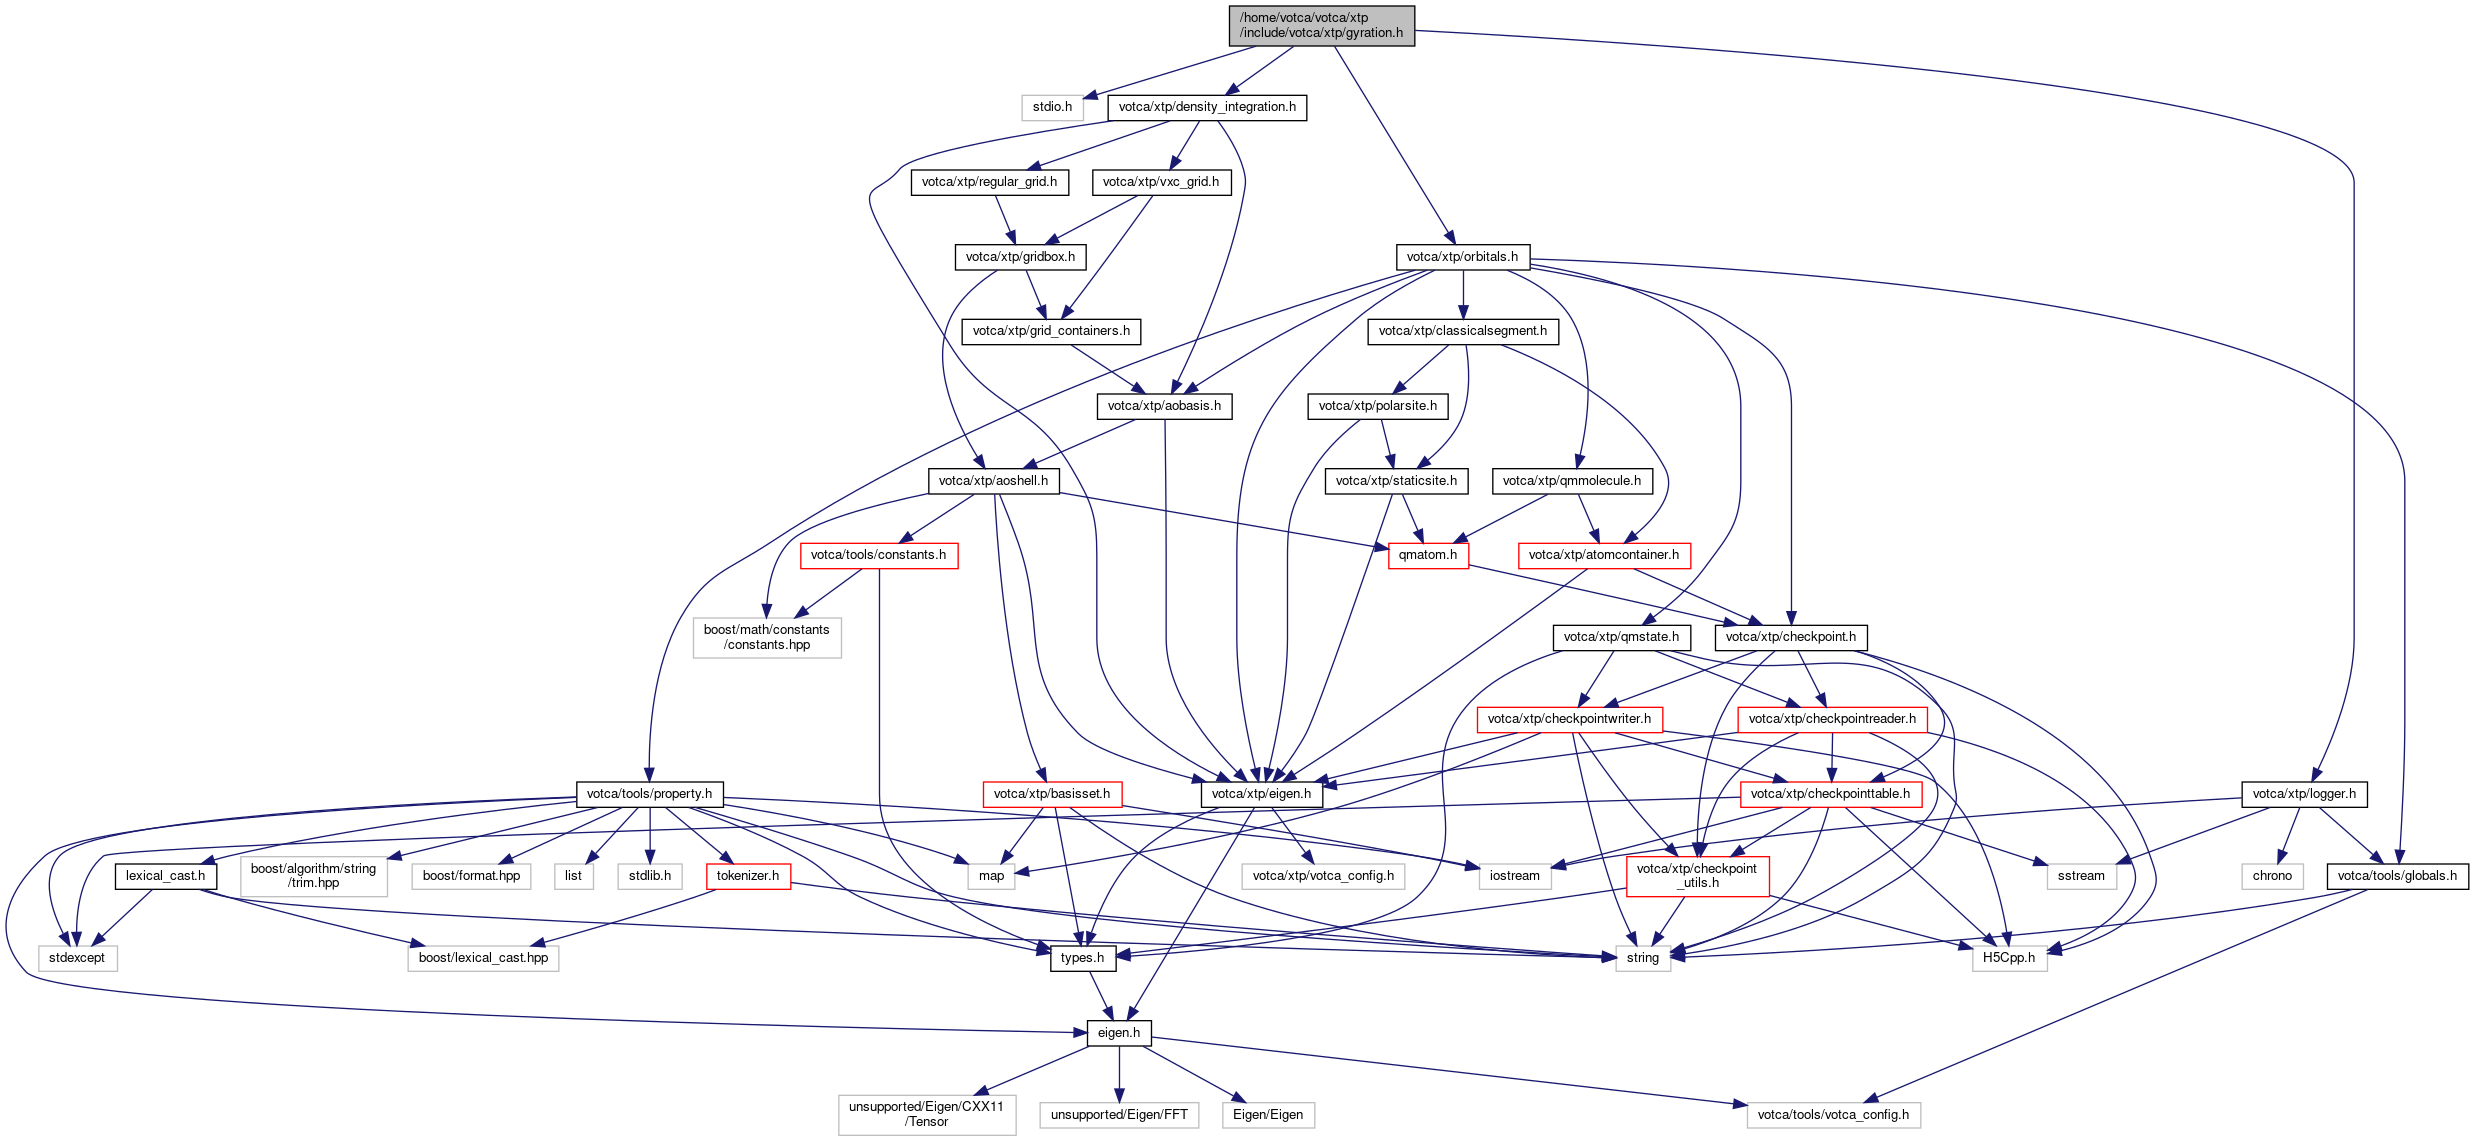 /home/votca/votca/xtp
/include/votca/xtp/gyration.h
stdio.h
votca/xtp/density_integration.h
votca/xtp/regular_grid.h
votca/xtp/vxc_grid.h
votca/xtp/gridbox.h
votca/xtp/orbitals.h
votca/xtp/grid_containers.h
votca/xtp/classicalsegment.h
votca/xtp/aobasis.h
votca/xtp/polarsite.h
votca/xtp/aoshell.h
votca/xtp/staticsite.h
votca/xtp/qmmolecule.h
votca/tools/constants.h
qmatom.h
votca/xtp/atomcontainer.h
boost/math/constants
/constants.hpp
votca/xtp/qmstate.h
votca/xtp/checkpoint.h
votca/xtp/checkpointwriter.h
votca/xtp/checkpointreader.h
votca/tools/property.h
votca/xtp/basisset.h
votca/xtp/eigen.h
votca/xtp/checkpointtable.h
votca/xtp/logger.h
lexical_cast.h
boost/algorithm/string
/trim.hpp
boost/format.hpp
list
stdlib.h
tokenizer.h
map
votca/xtp/votca_config.h
iostream
votca/xtp/checkpoint
_utils.h
sstream
chrono
votca/tools/globals.h
stdexcept
boost/lexical_cast.hpp
types.h
string
H5Cpp.h
eigen.h
unsupported/Eigen/CXX11
/Tensor
unsupported/Eigen/FFT
Eigen/Eigen
votca/tools/votca_config.h